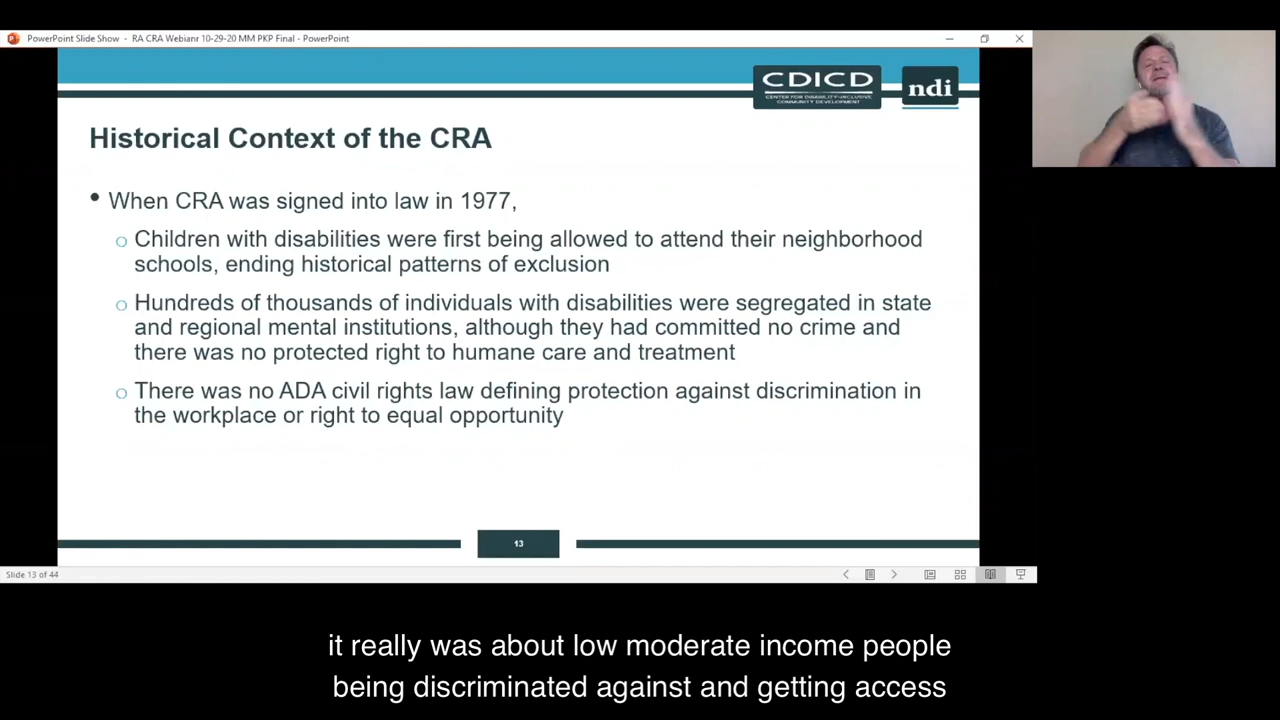 PowerPoint Slide Show - RA CRA Webianr 10-29-20 MM PKP Final - PowerPoint
CDICD
CENTER FOR DISABILITY-INCLUSIVE
COMMUNITY DEVELOPMENT
ndi
Historical Context of the CRA
• When CRA was signed into law in 1977,
o Children with disabilities were first being allowed to attend their neighborhood
schools, ending historical patterns of exclusion
o Hundreds of thousands of individuals with disabilities were segregated in state
and regional mental institutions, although they had committed no crime and
there was no protected right to humane care and treatment
o There was no ADA civil rights law defining protection against discrimination in
the workplace or right to equal opportunity
13
Slide 13 of 44
it really was about low moderate income people
being discriminated against and getting access